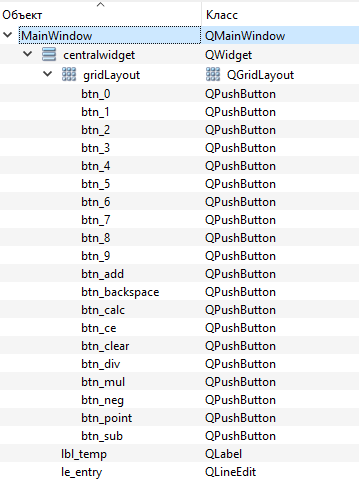 Объект Класс
MainWindow QMainWindow
centralwidget QWidget
gridLayout QGridLayout
btn_0 QPushButton
btn_1 QPushButton
btn_2 QPushButton
btn_3 QPushButton
btn_4 QPushButton
btn_5 QPushButton
btn_6 QPushButton
btn_7 QPushButton
btn_8 QPushButton
btn_9 QPushButton
btn_add QPushButton
btn_backspace QPushButton
btn_calc QPushButton
btn_ce QPushButton
btn_clear QPushButton
btn_div QPushButton
btn_mul QPushButton
btn_neg QPushButton
btn_point QPushButton
btn_sub QPushButton
lbl_temp QLabel
le_entry QLineEdit